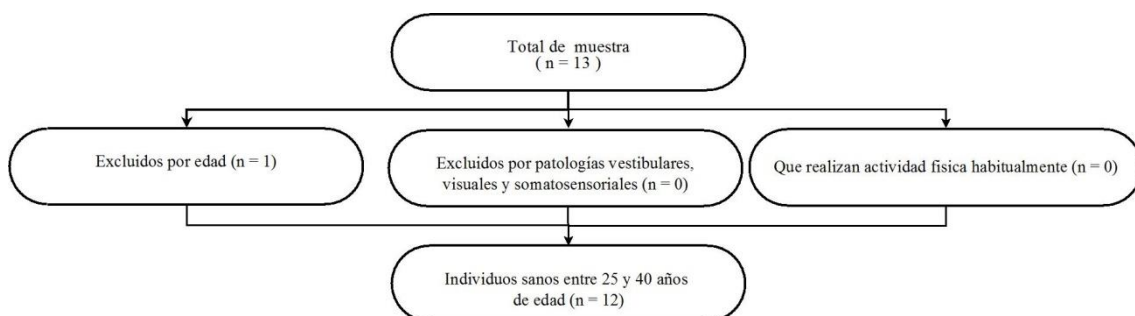 Total de muestra
( n = 13 )
Excluidos por edad (n = 1)
Excluidos por patologías vestibulares,
visuales y somatosensoriales (n = 0)
Que realizan actividad física habitualmente (n = 0)
Individuos sanos entre 25 y 40 años
de edad (n = 12)